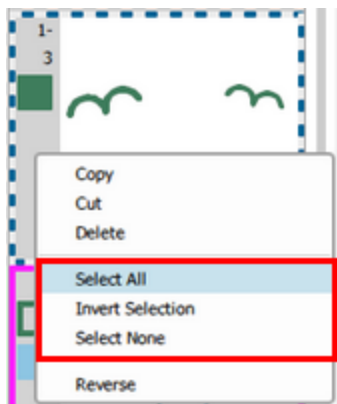 1-
3
Copy
Cut
Delete
Select All
Invert Selection
Select None
Reverse